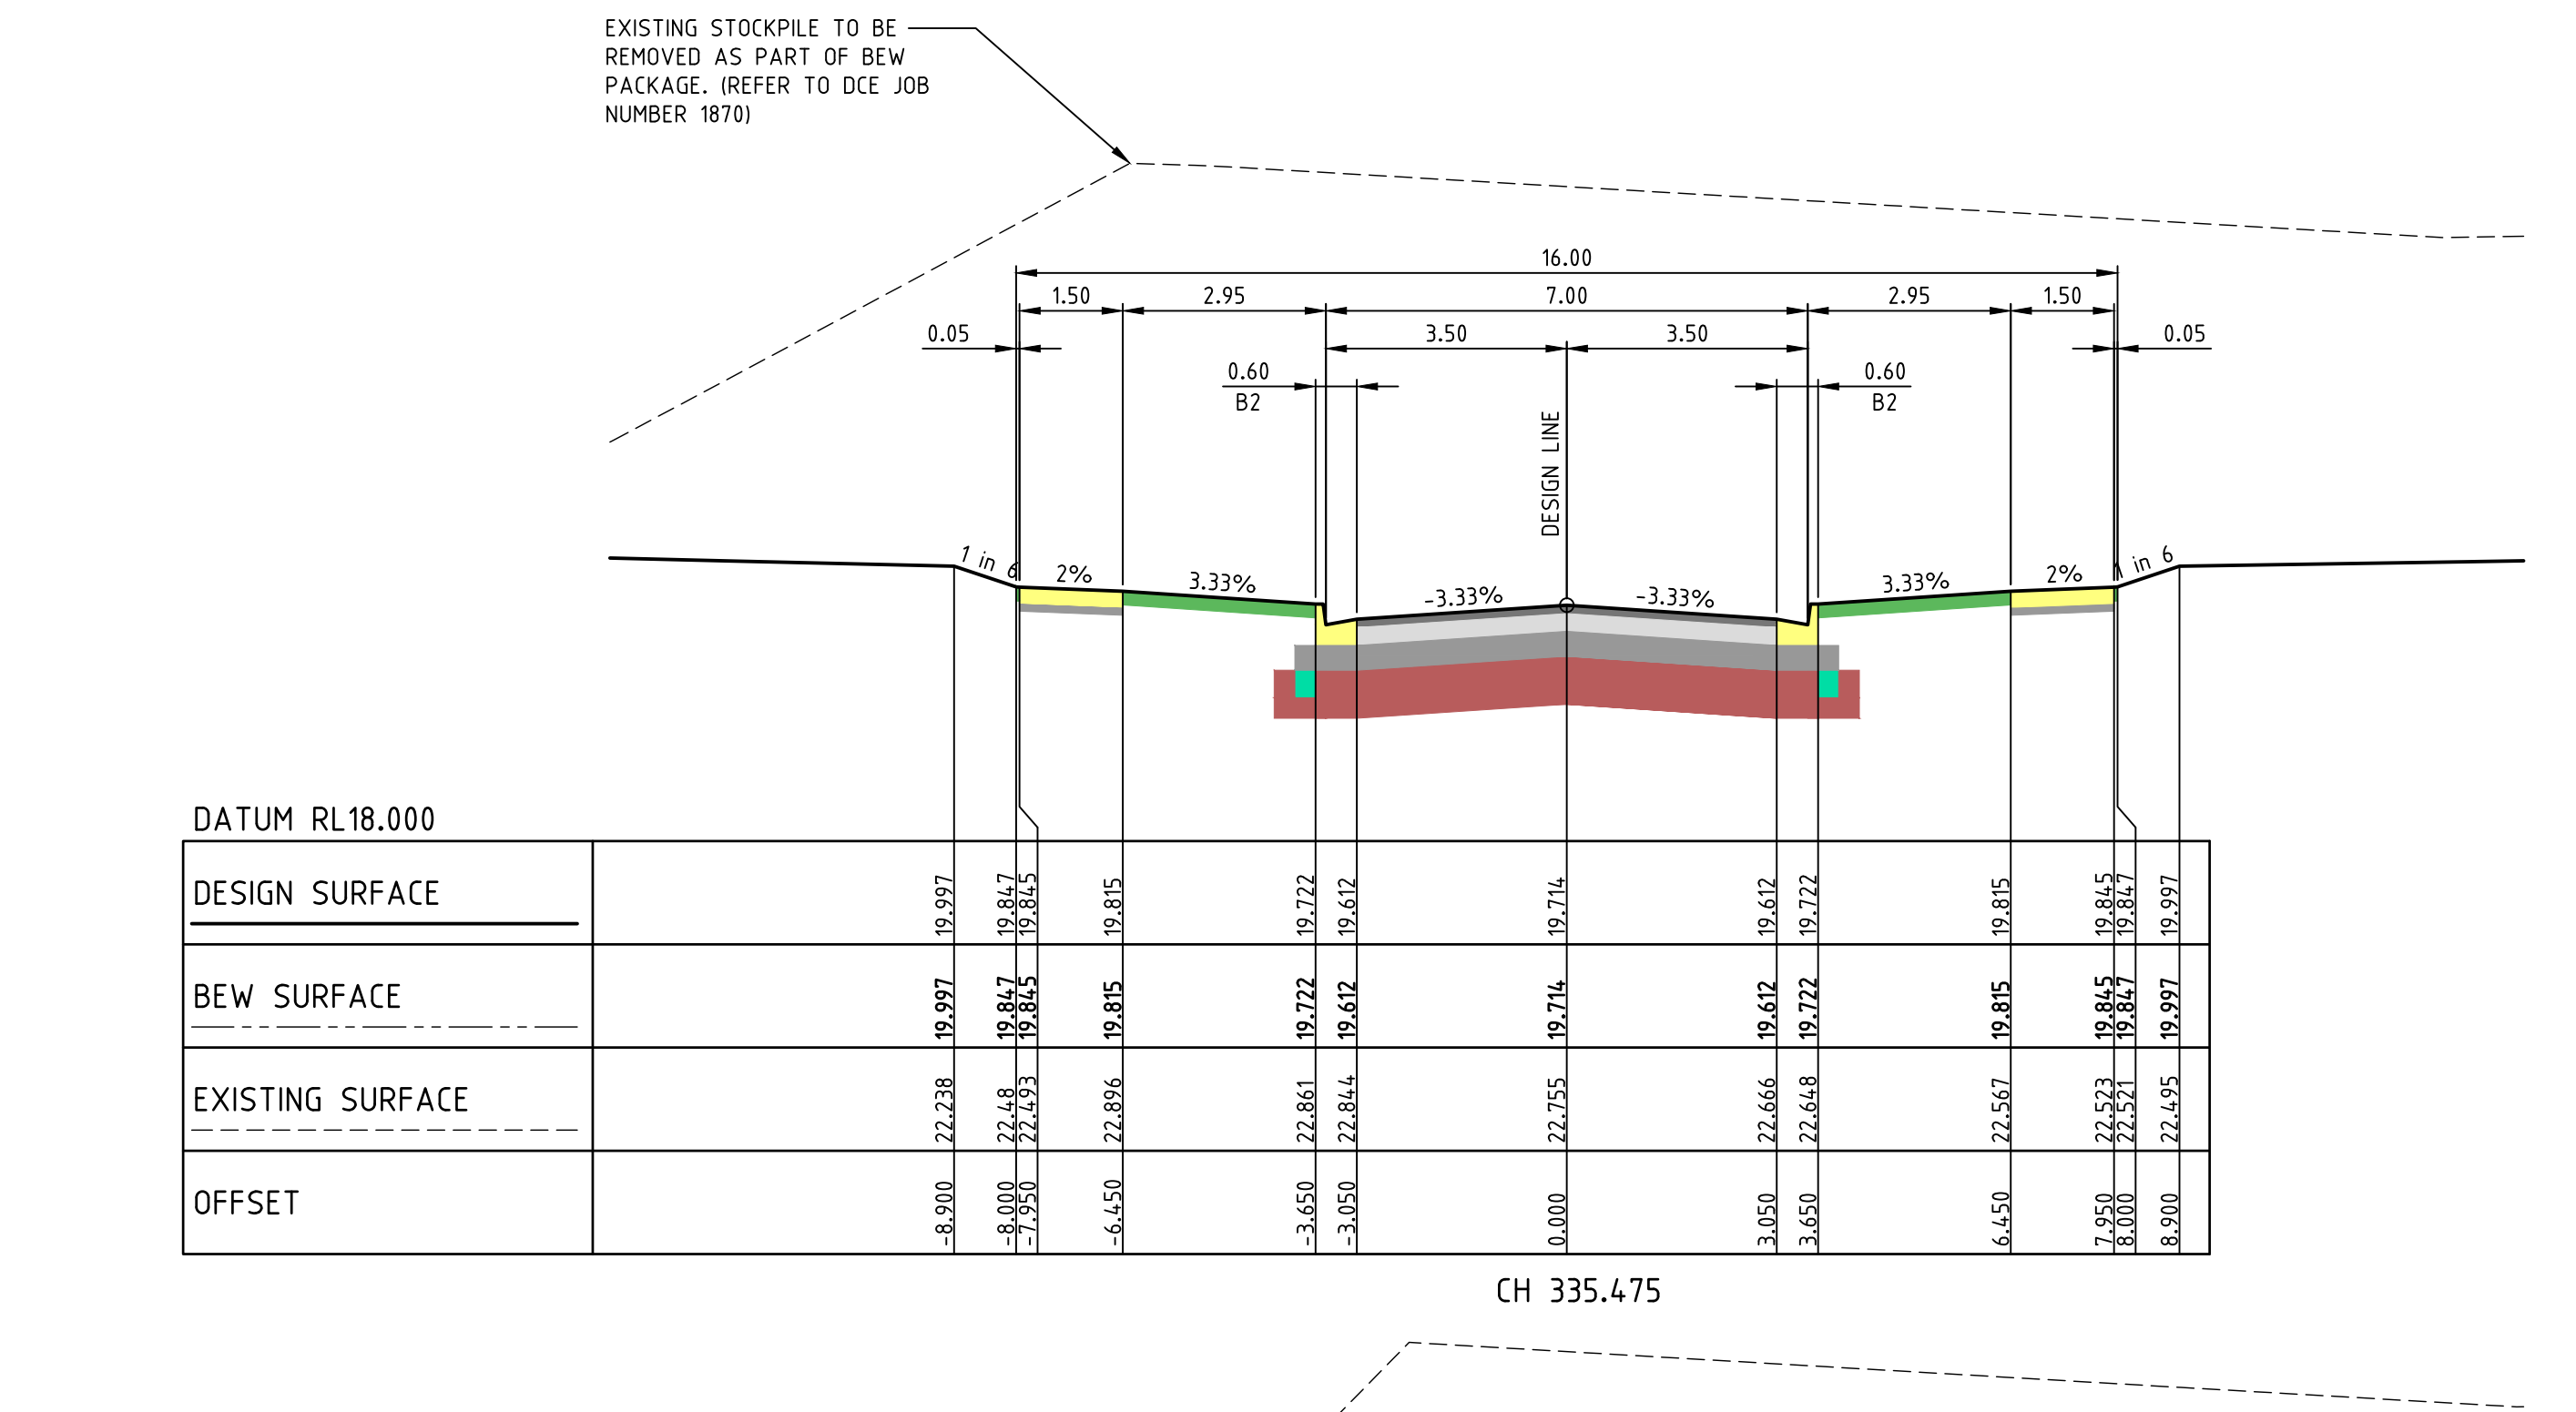 EXISTING STOCKPILE TO BE
REMOVED AS PART OF BEW
PACKAGE. (REFER TO DCE JOB
NUMBER 1870)
16.00
1.50 2.95 7.00 2.95 1.50
0.05 3.50 3.50 0.05
0.60 0.60
B2 B2
DESIGN LINE
1 in 6 2% 3.33% -3.33% -3.33% 3.33% 2% 1 in 6
DATUM RL18.000
DESIGN SURFACE 19.997 19.847 19.845 19.815 19.722 19.612 19.714 19.612 19.722 19.815 19.845 19.847 19.997
BEW SURFACE 19.997 19.847 19.845 19.815 19.722 19.612 19.714 19.612 19.722 19.815 19.845 19.847 19.997
EXISTING SURFACE 22.238 22.48 22.493 22.896 22.861 22.844 22.755 22.666 22.648 22.567 22.523 22.521 22.495
OFFSET -8.900 -8.000 -7.950 -6.450 -3.650 -3.050 0.000 3.050 3.650 6.450 7.950 8.000 8.900
CH 335.475